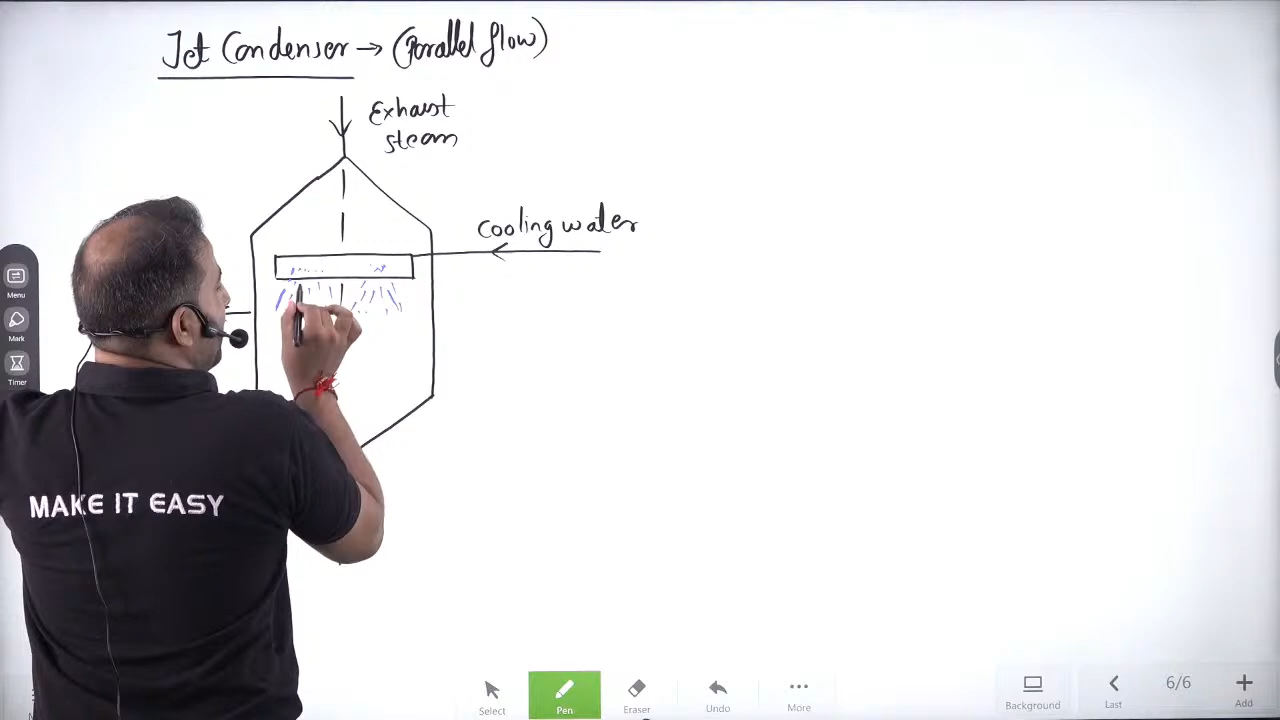 Jet Condenser → (Parallel flow)
Exhaust
steam
Cooling water
Menu
Mark
Timer
MAKE IT EASY
Select
Pen
Eraser
Undo
More
Background
Last
6/6
Add